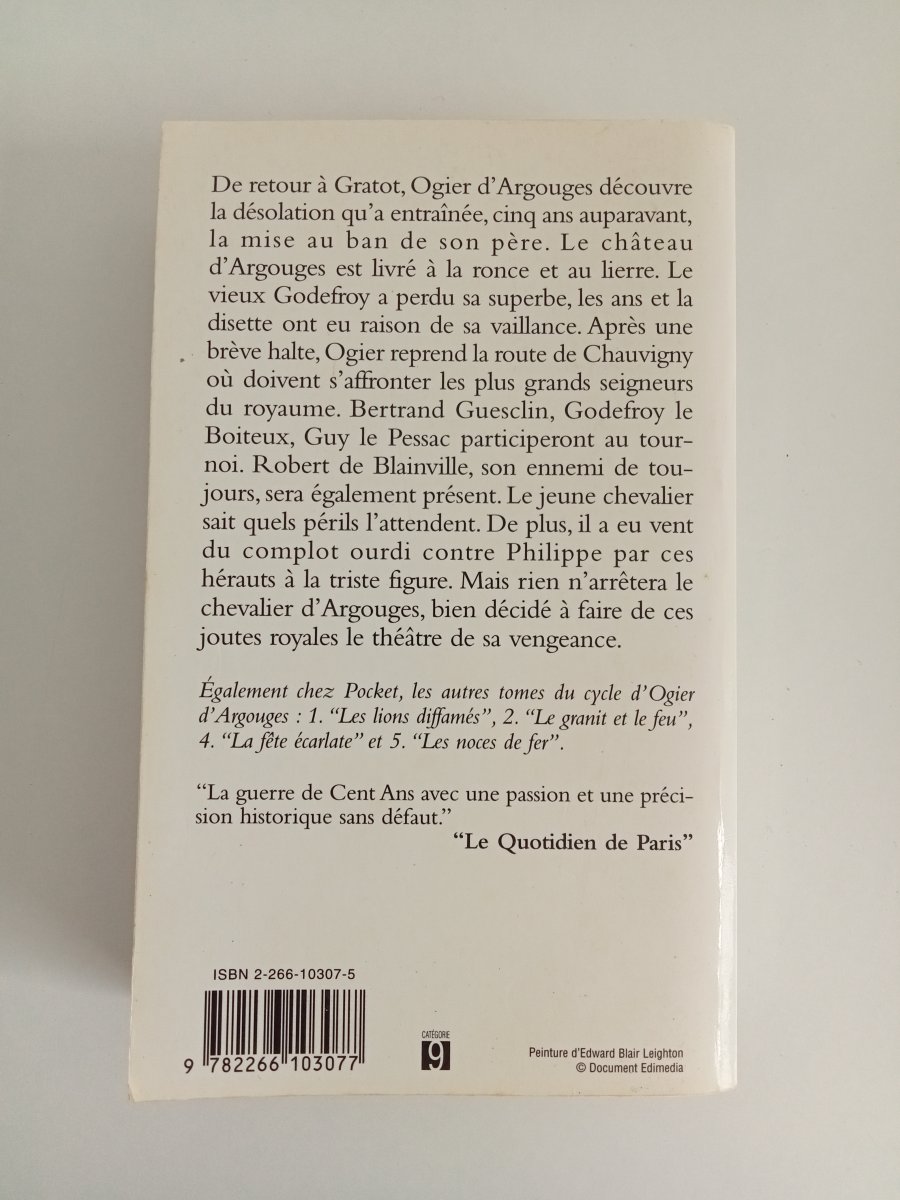 De retour à Gratot, Ogier d'Argouges découvre
la désolation qu'a entraînée, cinq ans auparavant,
la mise au ban de son père. Le château
d'Argouges est livré à la ronce et au lierre. Le
vieux Godefroy a perdu sa superbe, les ans et la
disette ont eu raison de sa vaillance. Après une
brève halte, Ogier reprend la route de Chauvigny
où doivent s'affronter les plus grands seigneurs
du royaume. Bertrand Guesclin, Godefroy le
Boiteux, Guy le Pessac participeront au tour-
noi. Robert de Blainville, son ennemi de tou-
jours, sera également présent. Le jeune chevalier
sait quels périls l'attendent. De plus, il a eu vent
du complot ourdi contre Philippe par ces
hérauts à la triste figure. Mais rien n'arrêtera le
chevalier d'Argouges, bien décidé à faire de ces
joutes royales le théâtre de sa vengeance.
Également chez Pocket, les autres tomes du cycle d'Ogier
d'Argouges : 1. "Les lions diffamés", 2. "Le granit et le feu",
4. "La fête écarlate" et 5. "Les noces de fer".
"La guerre de Cent Ans avec une passion et une préci-
sion historique sans défaut."
"Le Quotidien de Paris"
ISBN 2-266-10307-5
9 782266 103077
CATÉGORIE
9
Peinture d'Edward Blair Leighton
© Document Edimedia